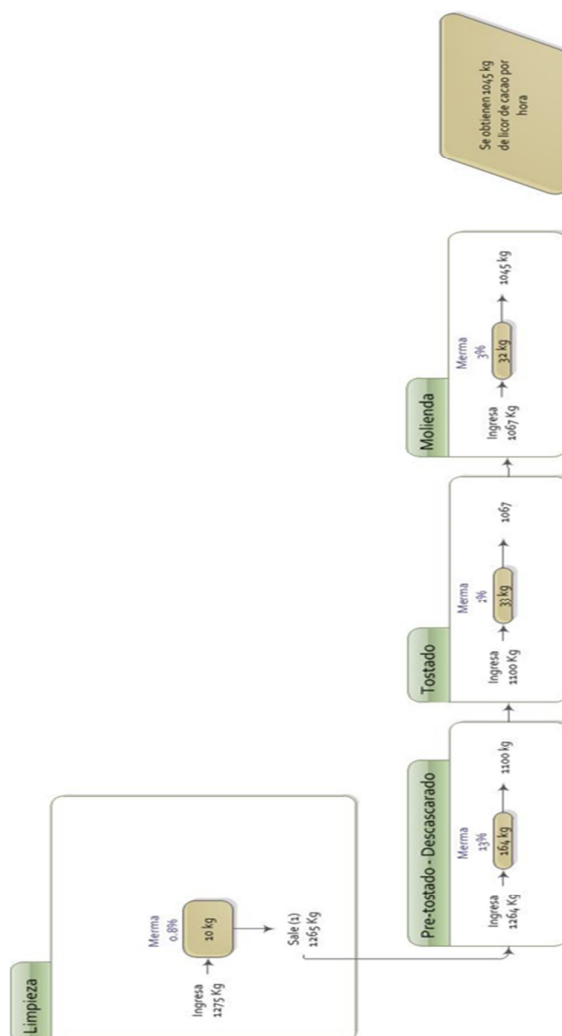 Limpieza
Merma
0.8%
Ingresa
1275 Kg
10 kg
Sale (1)
1265 Kg
Pre-tostado - Descascarado
Merma
13%
Ingresa
1264 Kg
164 kg
1100 kg
Tostado
Merma
2%
Ingresa
1100 Kg
33 kg
1067
Molienda
Merma
3%
Ingresa
1067 Kg
32 kg
1045 kg
Se obtienen 1045 kg
de licor de cacao por
hora